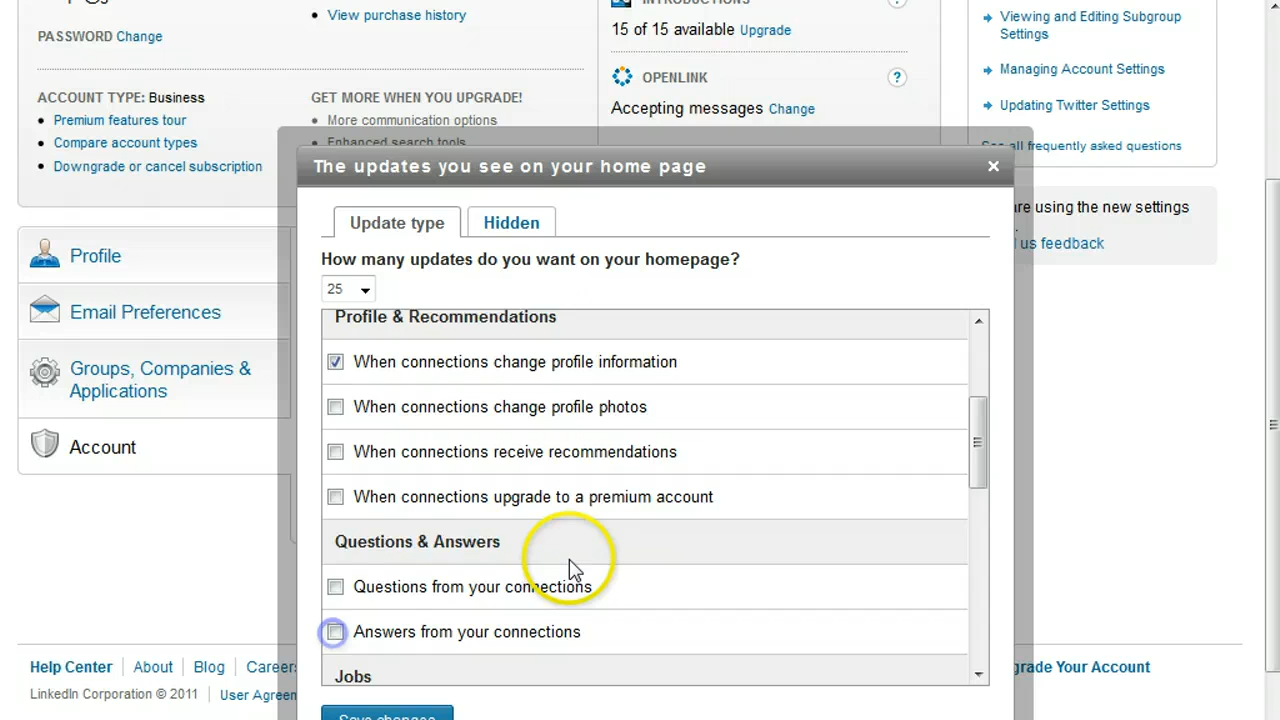 View purchase history
INTRODUCTIONS
PASSWORD Change
15 of 15 available Upgrade
Viewing and Editing Subgroup
Settings
OPENLINK
?
Managing Account Settings
ACCOUNT TYPE: Business
GET MORE WHEN YOU UPGRADE!
Accepting messages Change
Updating Twitter Settings
Premium features tour
More communication options
Compare account types
Enhanced search tools
all frequently asked questions
Downgrade or cancel subscription
The updates you see on your home page
are using the new settings
.
us feedback
Update type
Hidden
Profile
How many updates do you want on your homepage?
25
Email Preferences
Profile & Recommendations
When connections change profile information
Groups, Companies &
Applications
When connections change profile photos
Account
When connections receive recommendations
When connections upgrade to a premium account
Questions & Answers
Questions from your connections
Answers from your connections
Help Center
About
Blog
Careers
Jobs
grade Your Account
LinkedIn Corporation © 2011
User Agreem
Save changes